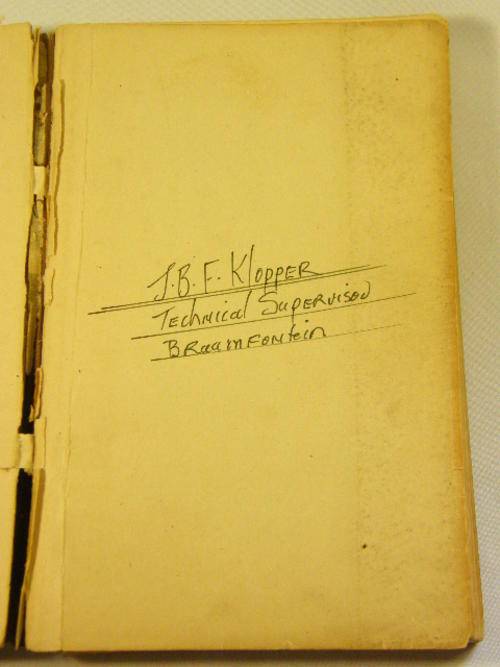 J.B.F. Klopper
Technical Supervisor
Braamfontein